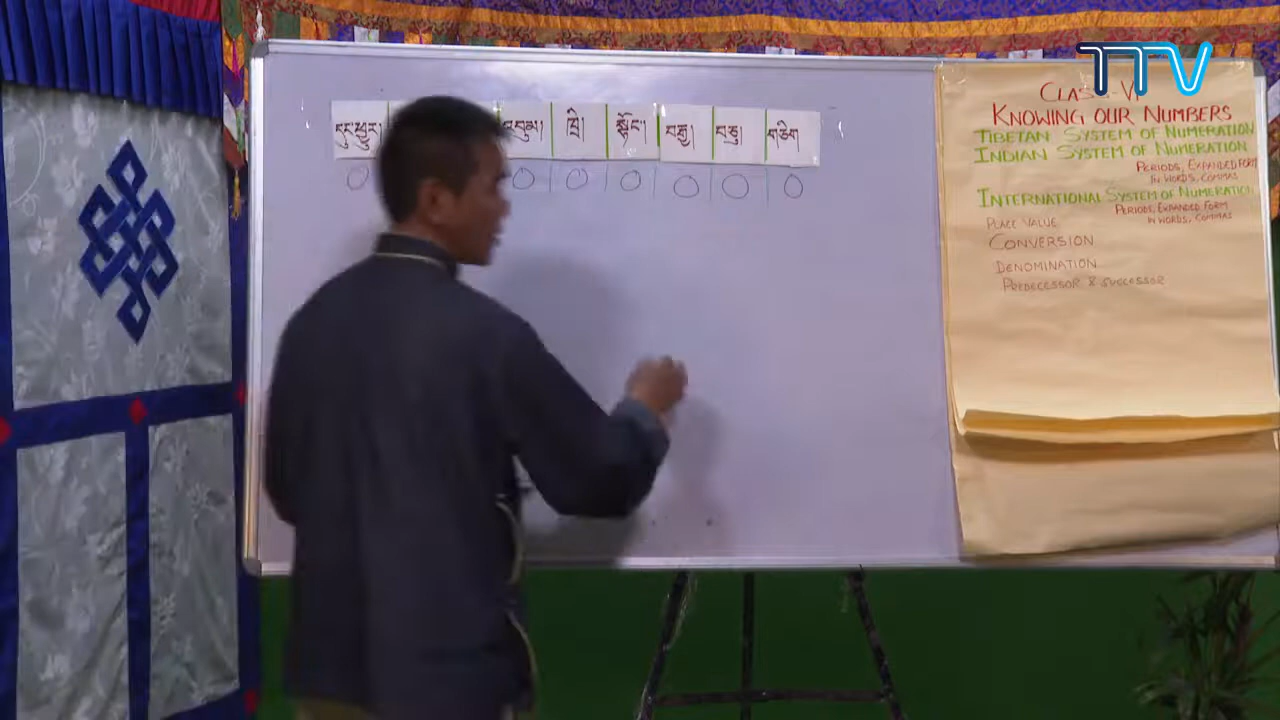 TTV
དུང་ཕྱུར འབུམ། ཁྲི། སྟོང་། བརྒྱ། བཅུ། གཅིག
0 0 0 0 0 0 0
CLASS-VI
KNOWING OUR NUMBERS
TIBETAN SYSTEM OF NUMERATION
INDIAN SYSTEM OF NUMERATION
PERIODS, EXPANDED FORM
IN WORDS, COMMAS
INTERNATIONAL SYSTEM OF NUMERATION
PERIODS, EXPANDED FORM
IN WORDS, COMMAS
PLACE VALUE
CONVERSION
DENOMINATION
PREDECESSOR & SUCCESSOR